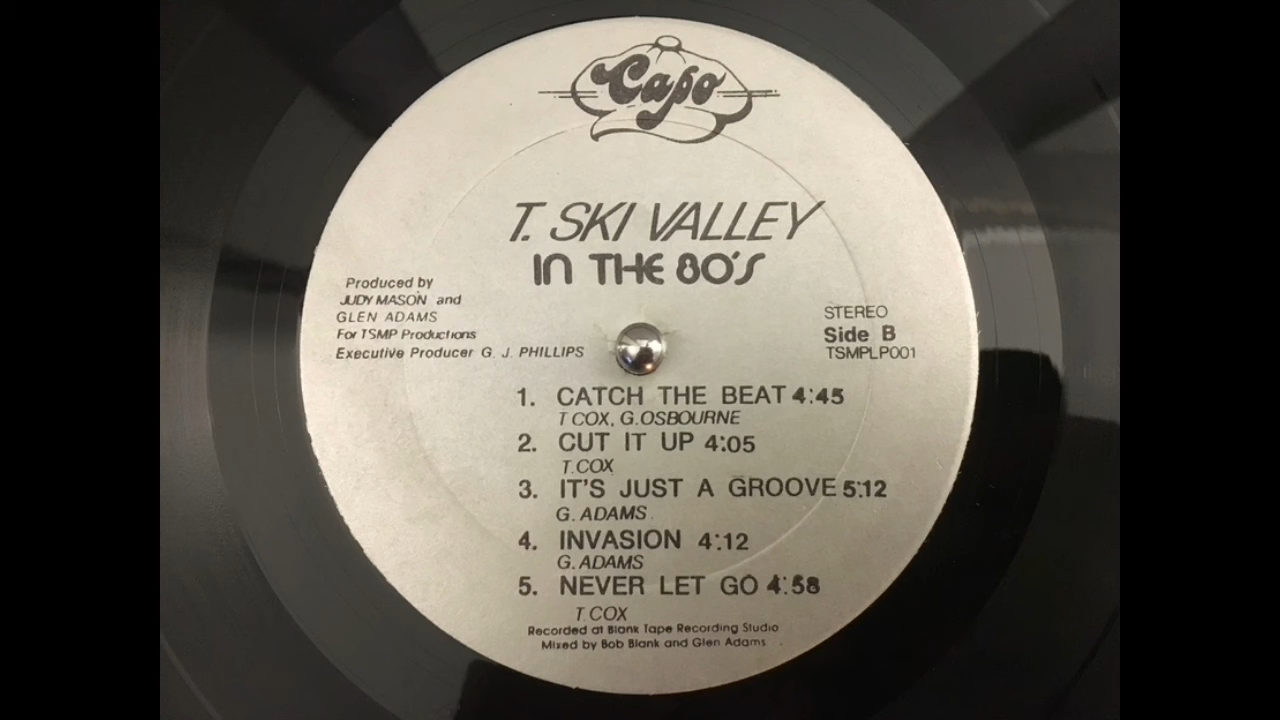 Capo
T. SKI VALLEY
IN THE 80'S
Produced by
JUDY MASON and
GLEN ADAMS
For TSMP Productions
Executive Producer G. J. PHILLIPS
STEREO
Side B
TSMPLP001
1. CATCH THE BEAT 4:45
T COX, G.OSBOURNE
2. CUT IT UP 4:05
T.COX
3. IT'S JUST A GROOVE 5:12
G. ADAMS
4. INVASION 4:12
G. ADAMS
5. NEVER LET GO 4:58
T. COX
Recorded at Blank Tape Recording Studio
Mixed by Bob Blank and Glen Adams